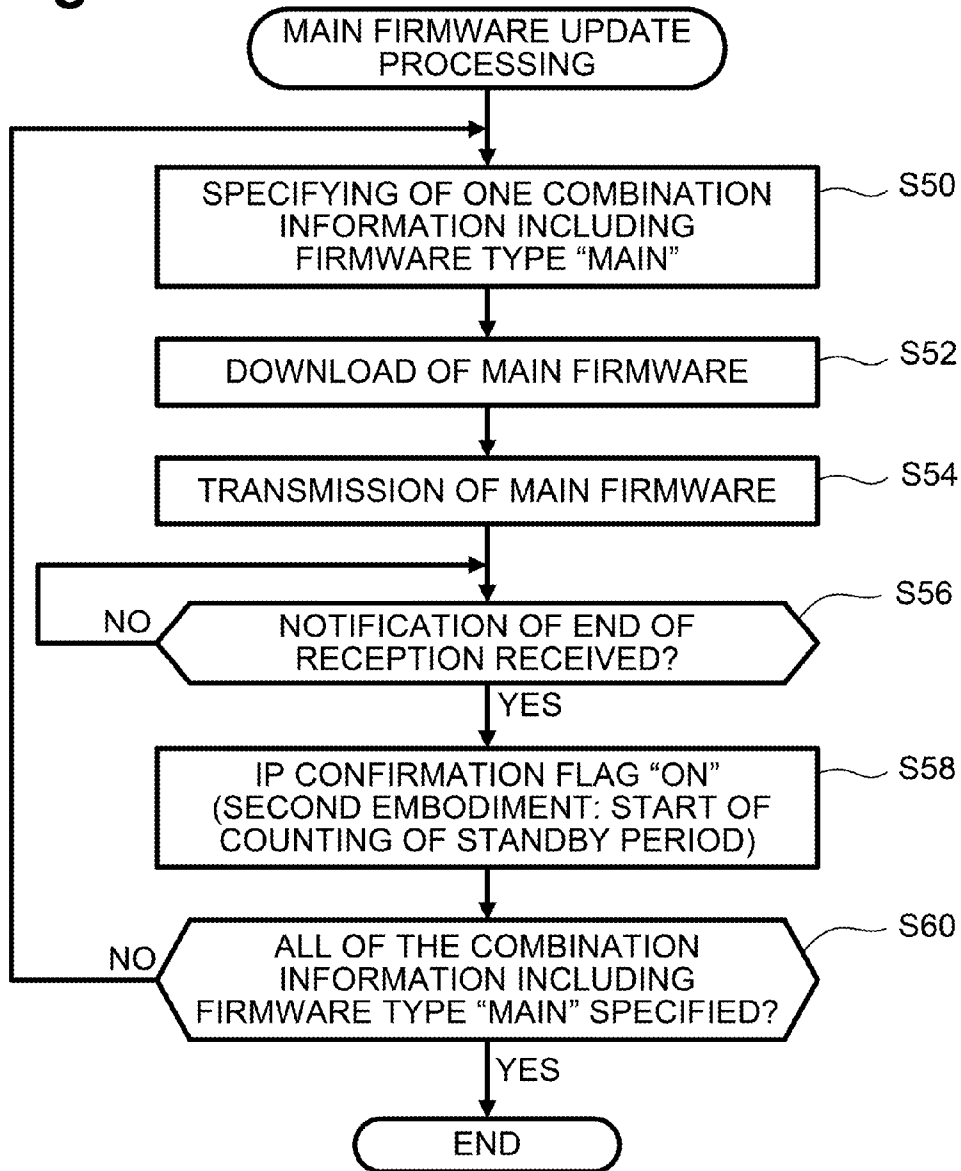 MAIN FIRMWARE UPDATE
PROCESSING
SPECIFYING OF ONE COMBINATION
INFORMATION INCLUDING
FIRMWARE TYPE “MAIN”
S50
DOWNLOAD OF MAIN FIRMWARE
S52
TRANSMISSION OF MAIN FIRMWARE
S54
NOTIFICATION OF END OF
RECEPTION RECEIVED?
S56
NO
YES
IP CONFIRMATION FLAG “ON”
(SECOND EMBODIMENT: START OF
COUNTING OF STANDBY PERIOD)
S58
ALL OF THE COMBINATION
INFORMATION INCLUDING
FIRMWARE TYPE “MAIN” SPECIFIED?
S60
NO
YES
END